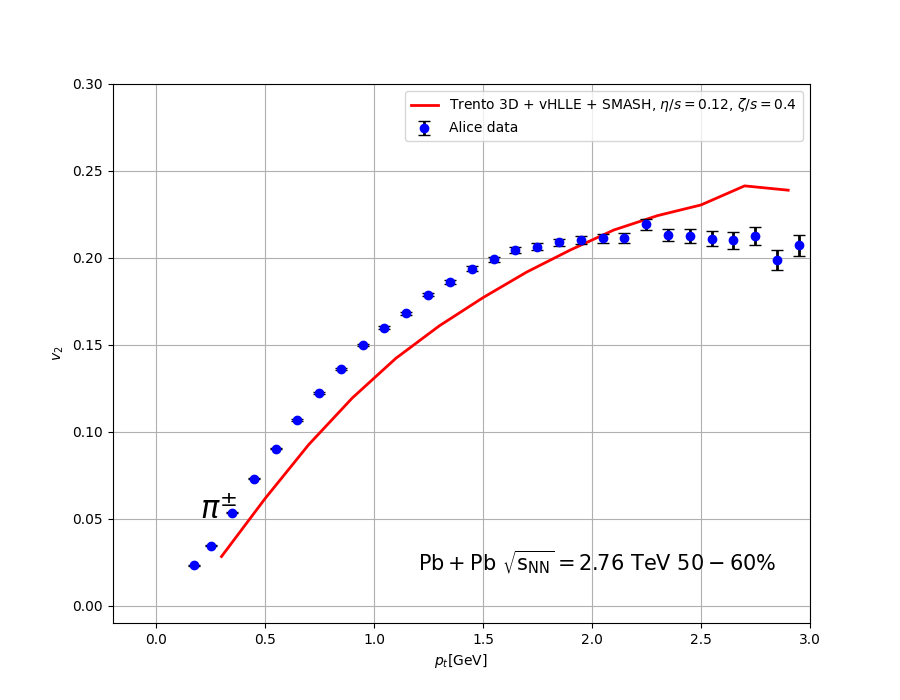 Trento 3D + vHLLE + SMASH, η/s = 0.12, ζ/s = 0.4
Alice data
0.30
0.25
0.20
0.15
0.10
0.05
0.00
v₂
π±
Pb + Pb √sNN = 2.76 TeV 50 − 60%
0.0 0.5 1.0 1.5 2.0 2.5 3.0
pₜ[GeV]